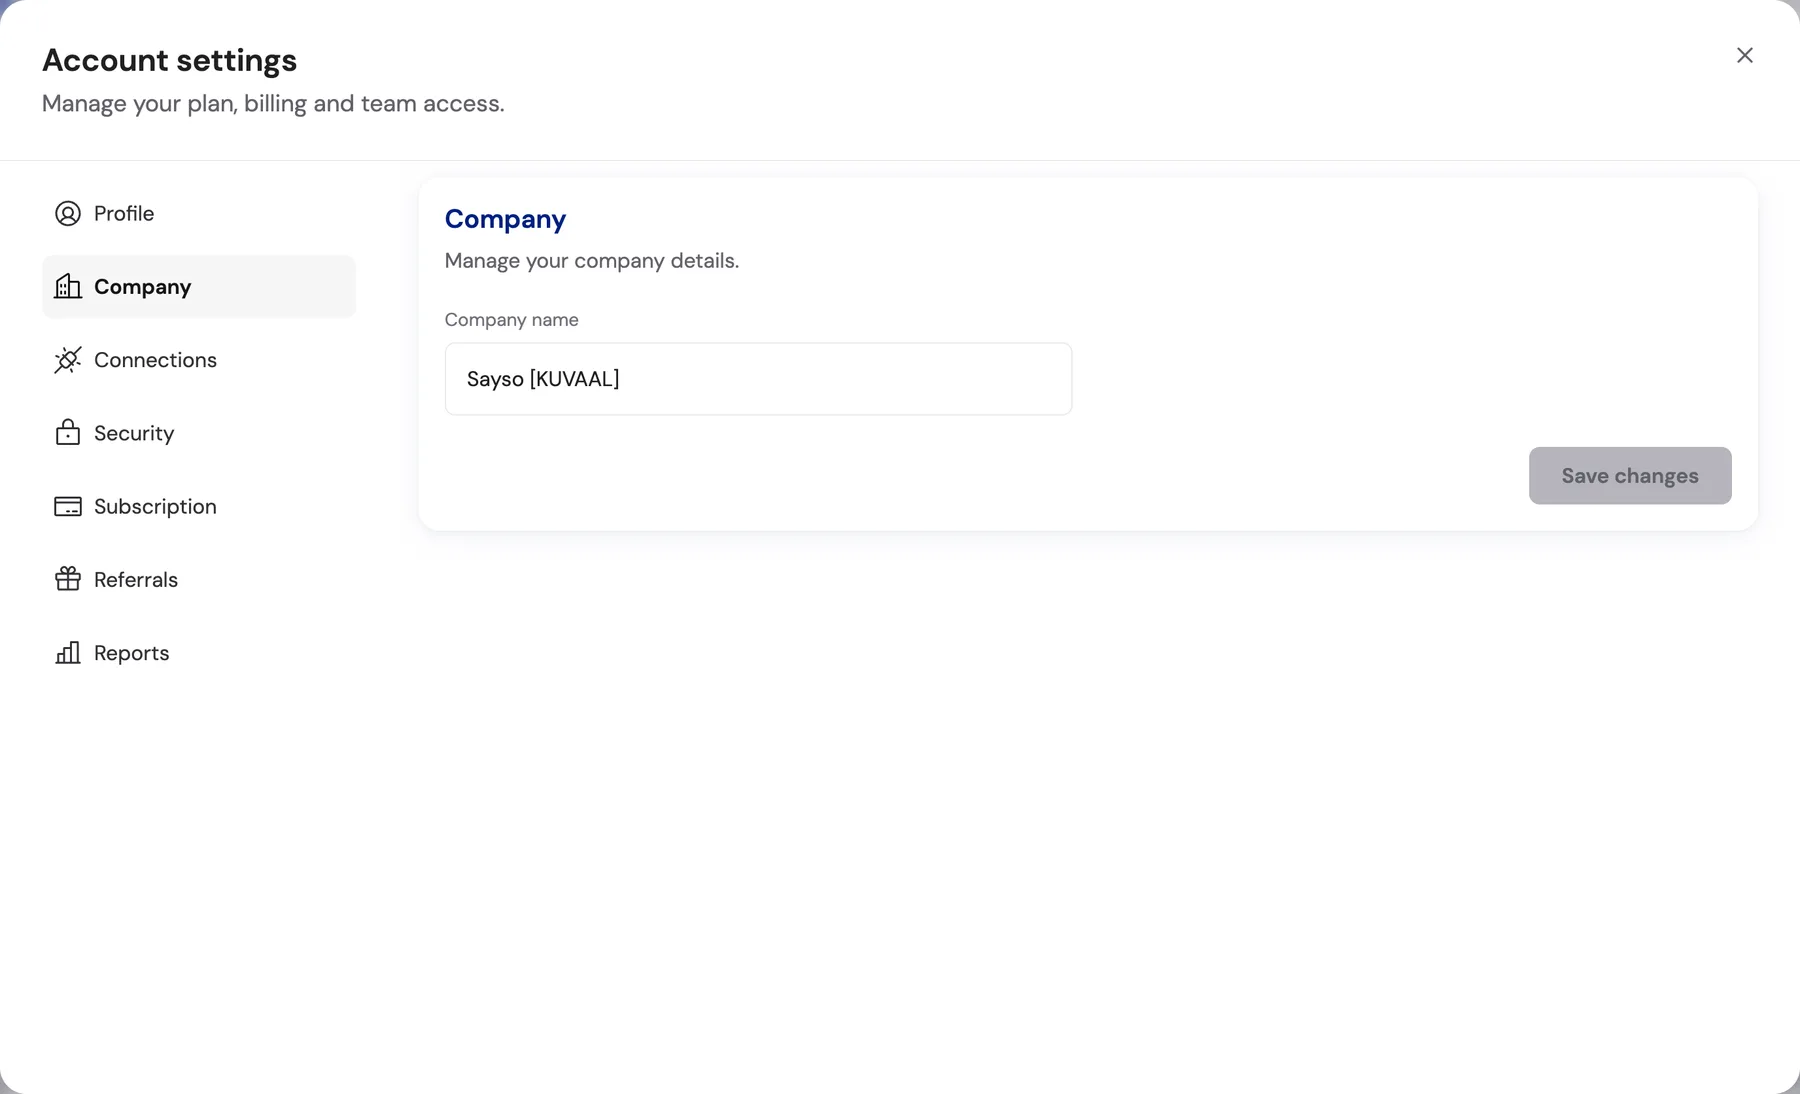 Account settings
Manage your plan, billing and team access.
Profile
Company
Connections
Security
Subscription
Referrals
Reports
Company
Manage your company details.
Company name
Sayso [KUVAAL]
Save changes